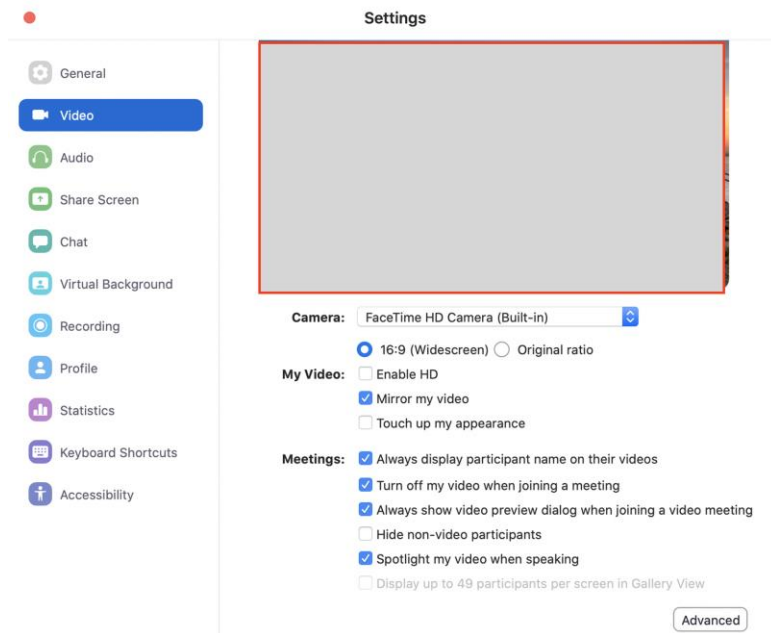 Settings
General
Video
Audio
Share Screen
Chat
Virtual Background
Recording
Profile
Statistics
Keyboard Shortcuts
Accessibility
Camera: FaceTime HD Camera (Built-in)
16:9 (Widescreen) Original ratio
My Video: Enable HD
Mirror my video
Touch up my appearance
Meetings: Always display participant name on their videos
Turn off my video when joining a meeting
Always show video preview dialog when joining a video meeting
Hide non-video participants
Spotlight my video when speaking
Display up to 49 participants per screen in Gallery View
Advanced